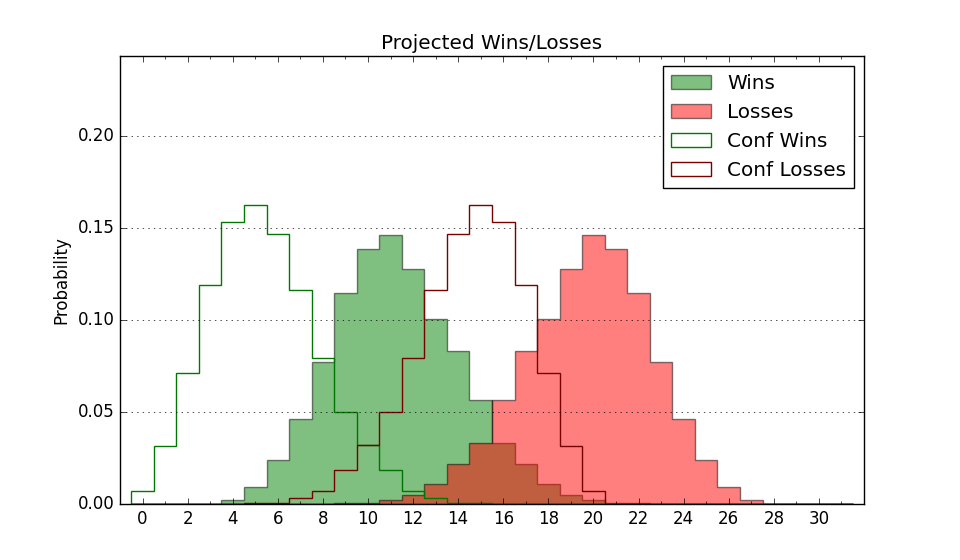 Projected Wins/Losses
Wins
Losses
Conf Wins
Conf Losses
Probability
0.20
0.15
0.10
0.05
0.00
0 2 4 6 8 10 12 14 16 18 20 22 24 26 28 30